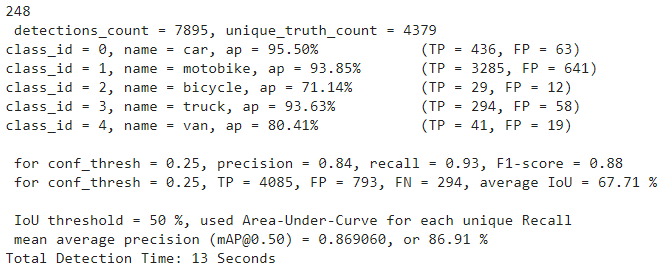 248
detections_count = 7895, unique_truth_count = 4379
class_id = 0, name = car, ap = 95.50% (TP = 436, FP = 63)
class_id = 1, name = motobike, ap = 93.85% (TP = 3285, FP = 641)
class_id = 2, name = bicycle, ap = 71.14% (TP = 29, FP = 12)
class_id = 3, name = truck, ap = 93.63% (TP = 294, FP = 58)
class_id = 4, name = van, ap = 80.41% (TP = 41, FP = 19)
for conf_thresh = 0.25, precision = 0.84, recall = 0.93, F1-score = 0.88
for conf_thresh = 0.25, TP = 4085, FP = 793, FN = 294, average IoU = 67.71 %
IoU threshold = 50 %, used Area-Under-Curve for each unique Recall
mean average precision (mAP@0.50) = 0.869060, or 86.91 %
Total Detection Time: 13 Seconds